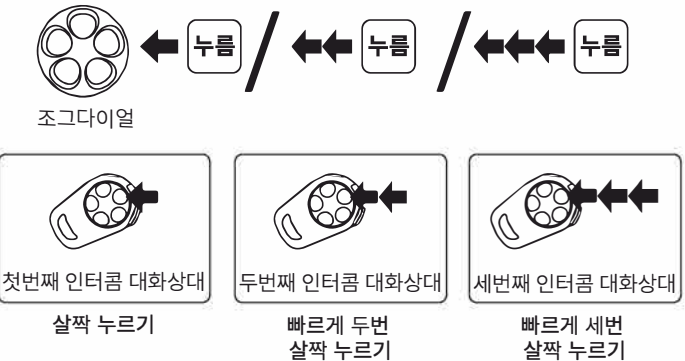 누름 / 누름 / 누름
조그다이얼
첫번째 인터콤 대화상대
두번째 인터콤 대화상대
세번째 인터콤 대화상대
살짝 누르기
빠르게 두번
살짝 누르기
빠르게 세번
살짝 누르기